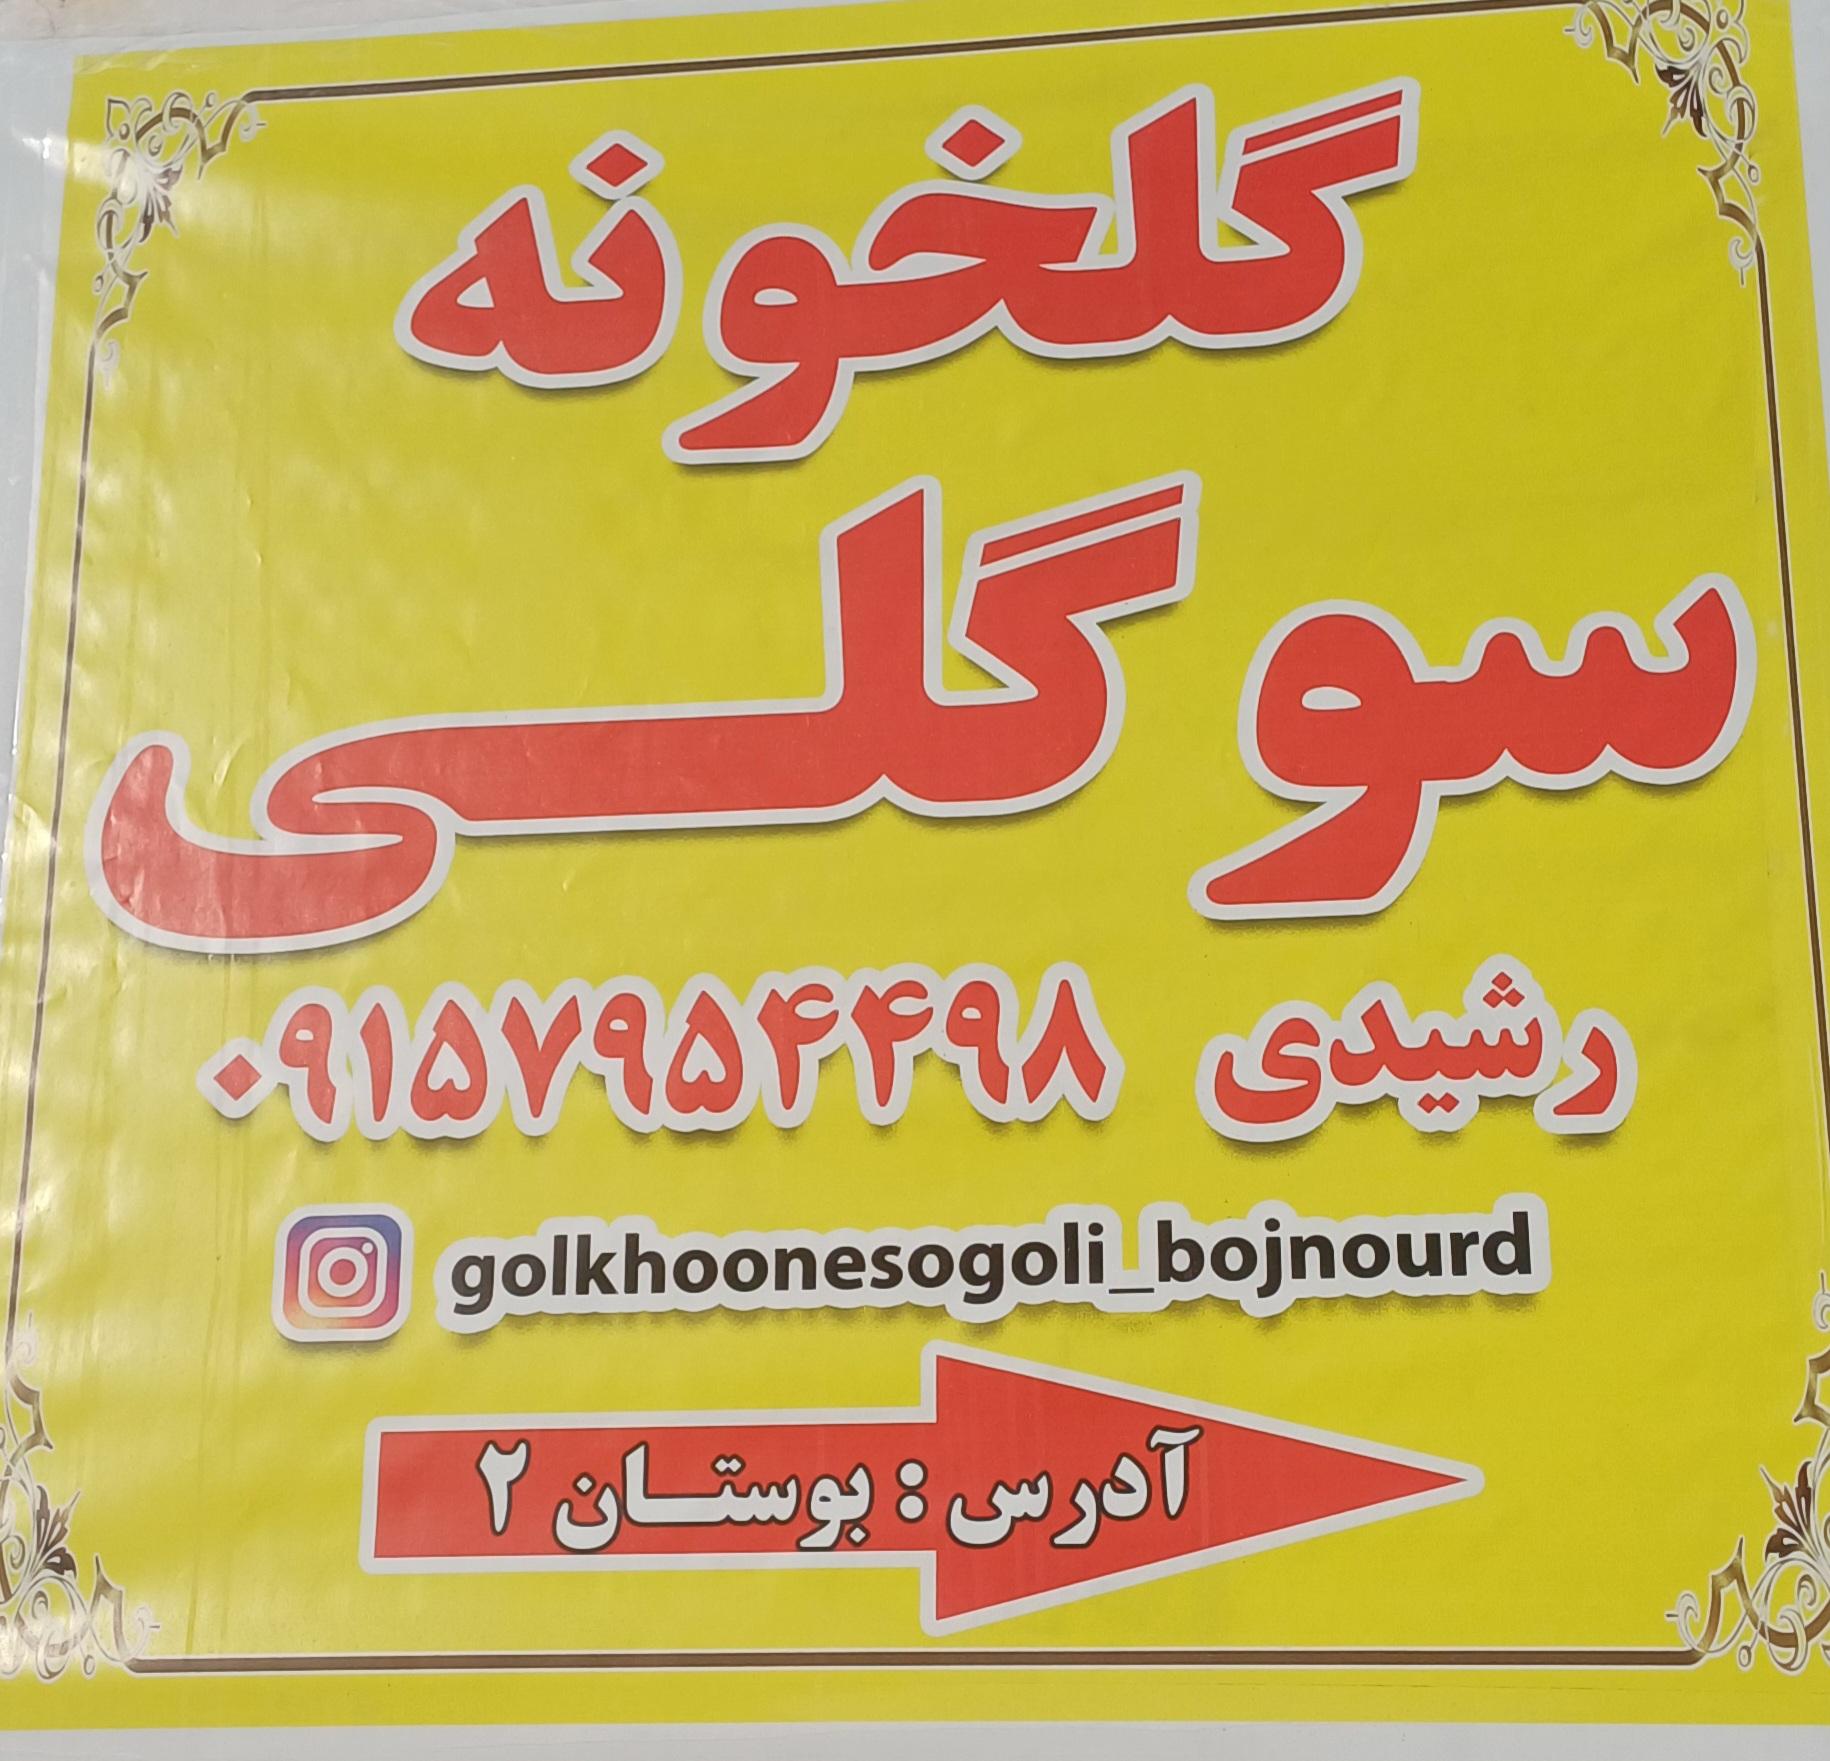 گلخونه
سوگلی
رشیدی ۰۹۱۵۷۹۵۴۴۹۸
golkhoonesogoli_bojnourd
آدرس : بوستان ۲